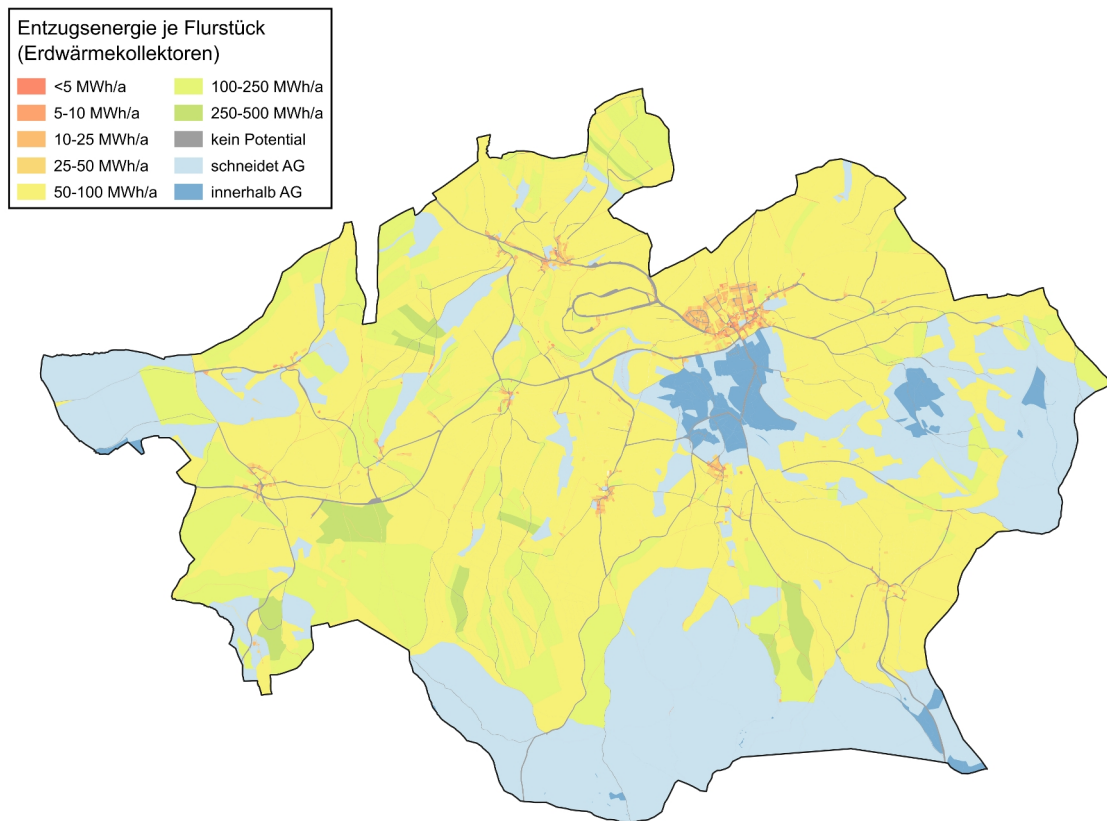 Entzugsenergie je Flurstück
(Erdwärmekollektoren)
<5 MWh/a
5-10 MWh/a
10-25 MWh/a
25-50 MWh/a
50-100 MWh/a
100-250 MWh/a
250-500 MWh/a
kein Potential
schneidet AG
innerhalb AG